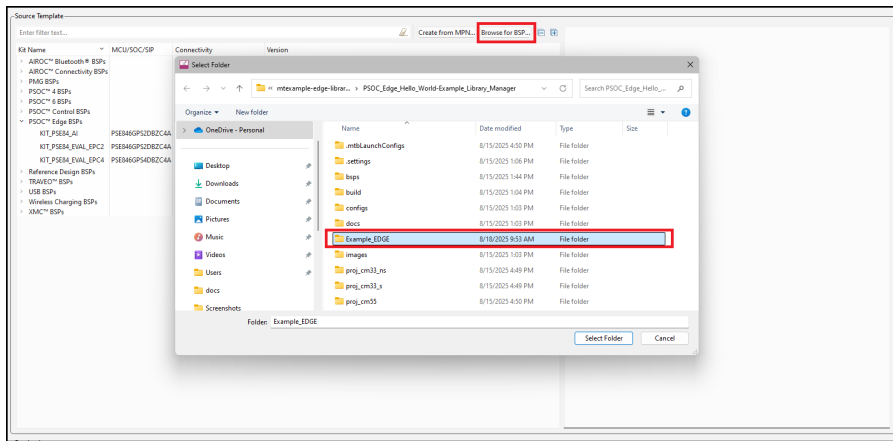 Source Template
Enter filter text...
Create from MPN...
Browse for BSP...
Kit Name
MCU/SOC/SIP
Connectivity
Version
AIROC™ Bluetooth® BSPs
AIROC™ Connectivity BSPs
PMG BSPs
PSOC™ 4 BSPs
PSOC™ 6 BSPs
PSOC™ Control BSPs
PSOC™ Edge BSPs
KIT_PSE84_AI PSE846GPS2DBZC4A
KIT_PSE84_EVAL_EPC2 PSE846GPS2DBZC4A
KIT_PSE84_EVAL_EPC4 PSE846GPS4DBZC4A
Reference Design BSPs
TRAVEO™ BSPs
USB BSPs
Wireless Charging BSPs
XMC™ BSPs
Select Folder
« mtexample-edge-librar... › PSOC_Edge_Hello_World-Example_Library_Manager
Search PSOC_Edge_Hello_...
Organize
New folder
OneDrive - Personal
Desktop
Downloads
Documents
Pictures
Music
Videos
Users
docs
Screenshots
Name Date modified Type Size
.mtbLaunchConfigs 8/15/2025 4:50 PM File folder
.settings 8/15/2025 1:06 PM File folder
bsps 8/15/2025 1:44 PM File folder
build 8/15/2025 1:04 PM File folder
configs 8/15/2025 1:03 PM File folder
docs 8/15/2025 1:03 PM File folder
Example_EDGE 8/18/2025 9:53 AM File folder
images 8/15/2025 1:03 PM File folder
proj_cm33_ns 8/15/2025 4:49 PM File folder
proj_cm33_s 8/15/2025 4:49 PM File folder
proj_cm55 8/15/2025 4:50 PM File folder
Folder: Example_EDGE
Select Folder
Cancel